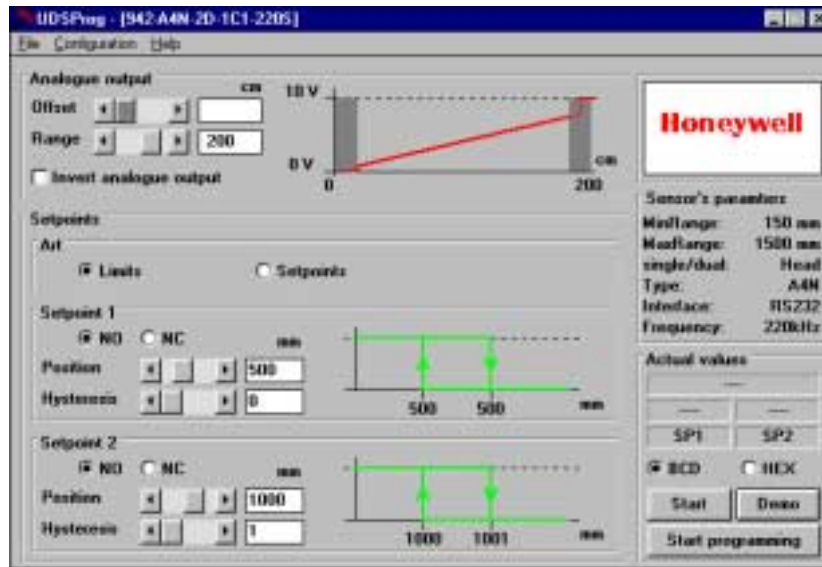 UDSProg - [942-A4N-2D-1C1-220S]
File Configuration Help
Analogue output
cm
Offset
Range 200
Invert analogue output
10 V
0 V
0 200
cm
Honeywell
Setpoints
Art
Limits Setpoints
Setpoint 1
NO NC mm
Position 500
Hysteresis 0
500 500 mm
Setpoint 2
NO NC mm
Position 1000
Hysteresis 1
1000 1001 mm
Sensor's paramters
MinRange: 150 mm
MaxRange: 1500 mm
single/dual: Head
Type: A4N
Interface: RS232
Frequency: 220kHz
Actual values
---
--- ---
SP1 SP2
BCD HEX
Start Demo
Start programming